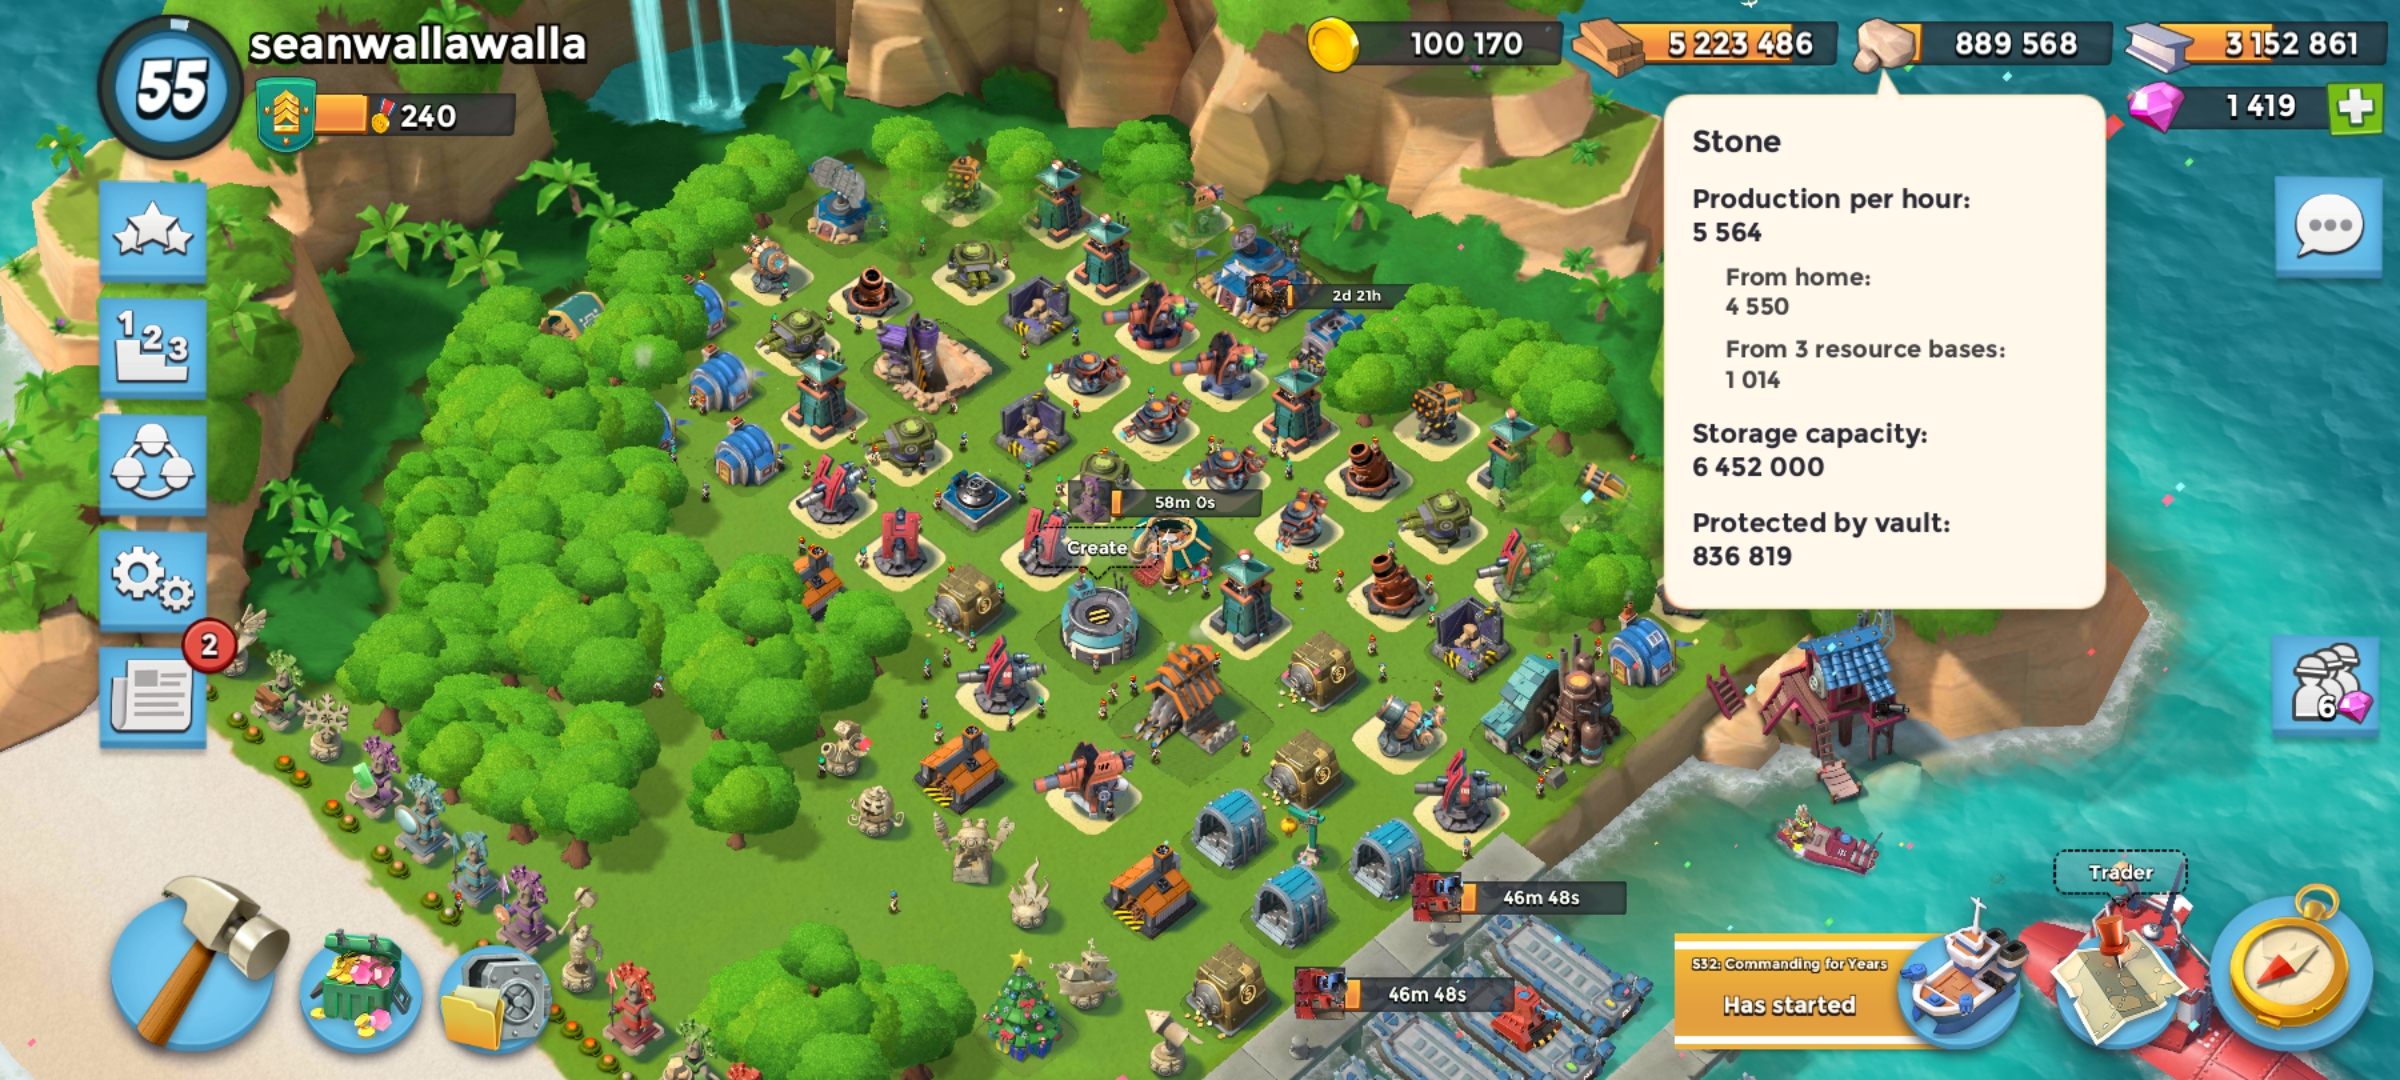 55
seanwallawalla
240
100 170
5 223 486
889 568
3 152 861
1 419
Stone
Production per hour:
5 564
From home:
4 550
From 3 resource bases:
1 014
Storage capacity:
6 452 000
Protected by vault:
836 819
1 2 3
2d 21h
58m 0s
Create
2
6
46m 48s
46m 48s
Trader
S32: Commanding for Years
Has started